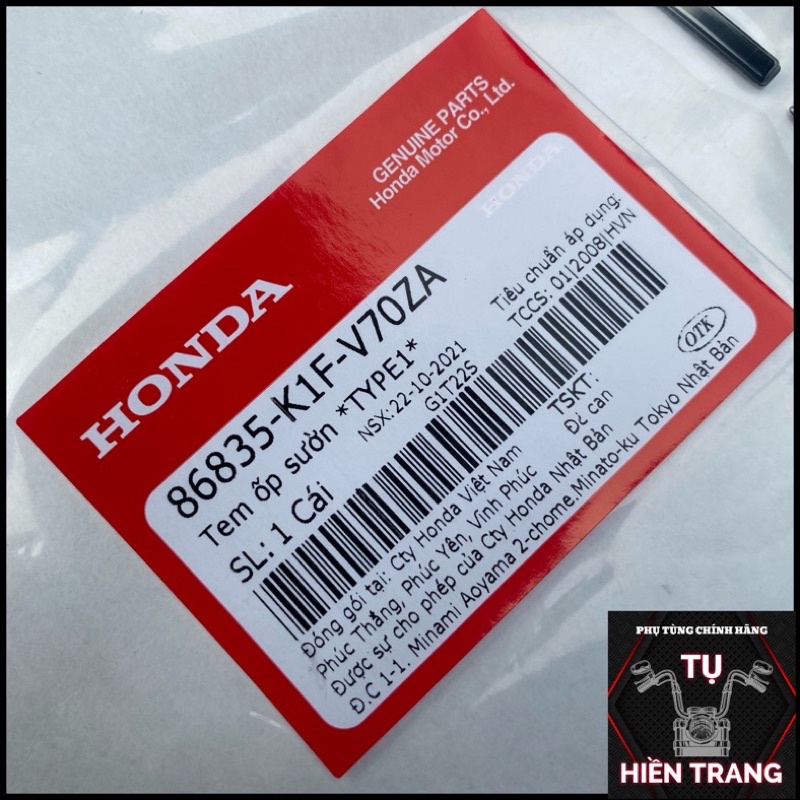 GENUINE PARTS
Honda Motor Co., Ltd.
HONDA
HONDA
86835-K1F-V70ZA
Tem ốp sườn *TYPE1*
SL: 1 Cái
NSX:22-10-2021
G1T22S
Tiêu chuẩn áp dụng:
TCCS: 01|2008|HVN
OTK
TSKT:
Đề can
Đóng gói tại: Cty Honda Việt Nam
Phúc Thắng, Phúc Yên, Vĩnh Phúc
Được sự cho phép của Cty Honda Nhật Bản
Đ.C 1-1. Minami Aoyama 2-chome.Minato-ku Tokyo Nhật Bản
PHỤ TÙNG CHÍNH HÃNG
TỤ
HIỀN TRANG